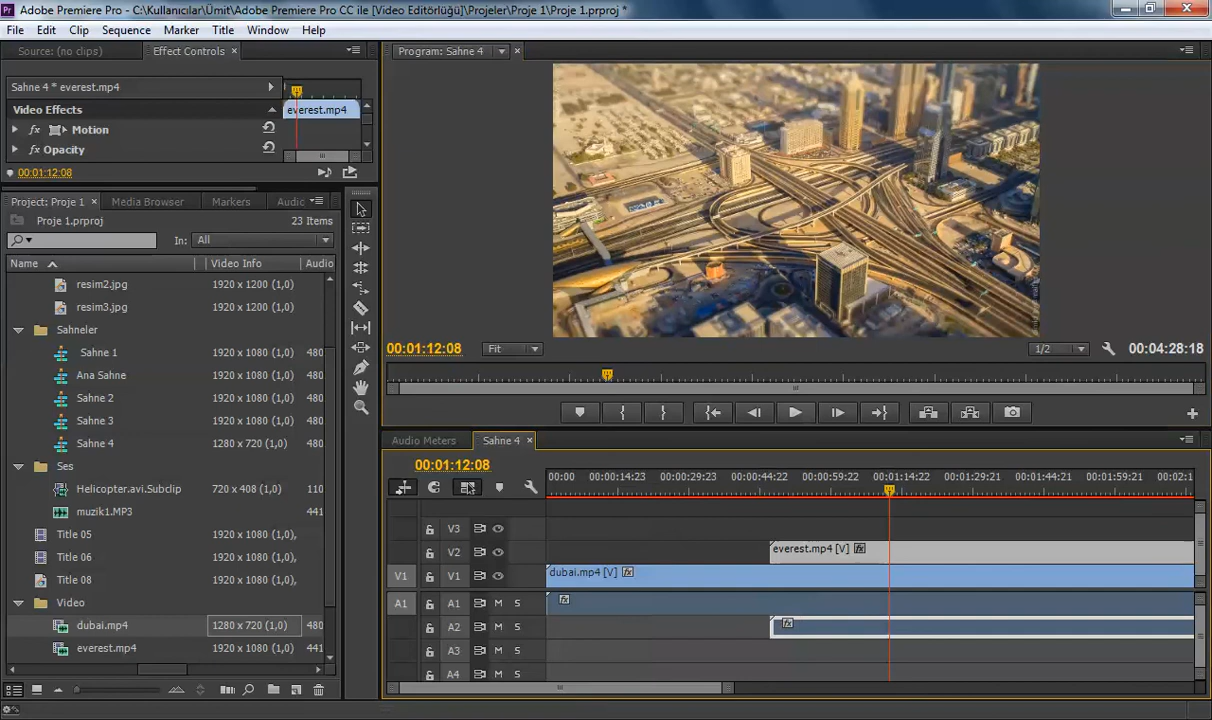 Adobe Premiere Pro - C:\Kullanıcılar\Ümit\Adobe Premiere Pro CC ile [Video Editörlüğü]\Projeler\Proje 1\Proje 1.prproj *
File Edit Clip Sequence Marker Title Window Help
Source: (no clips) Effect Controls
Program: Sahne 4
Sahne 4 * everest.mp4
Video Effects
everest.mp4
fx Motion
fx Opacity
00:01:12:08
Project: Proje 1 Media Browser Markers Audio
Proje 1.prproj 23 Items
In: All
Name Video Info Audio
resim2.jpg 1920 x 1200 (1,0)
resim3.jpg 1920 x 1200 (1,0)
Sahneler
Sahne 1 1920 x 1080 (1,0) 480
Ana Sahne 1920 x 1080 (1,0) 480
Sahne 2 1920 x 1080 (1,0) 480
Sahne 3 1920 x 1080 (1,0) 480
Sahne 4 1280 x 720 (1,0) 480
Ses
Helicopter.avi.Subclip 720 x 408 (1,0) 110
muzik1.MP3 441
Title 05 1920 x 1080 (1,0)
Title 06 1920 x 1080 (1,0)
Title 08 1920 x 1080 (1,0)
Video
dubai.mp4 1280 x 720 (1,0) 480
everest.mp4 1920 x 1080 (1,0) 441
00:01:12:08 Fit 1/2 00:04:28:18
Audio Meters Sahne 4
00:01:12:08
00:00 00:00:14:23 00:00:29:23 00:00:44:22 00:00:59:22 00:01:14:22 00:01:29:21 00:01:44:21 00:01:59:21 00:02:1
V3
V2 everest.mp4 [V] fx
V1 V1 dubai.mp4 [V] fx
A1 A1 M S fx
A2 M S fx
A3 M S
A4 M S